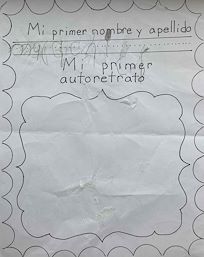 Mi primer nombre y apellido
Mi primer
autoretrato